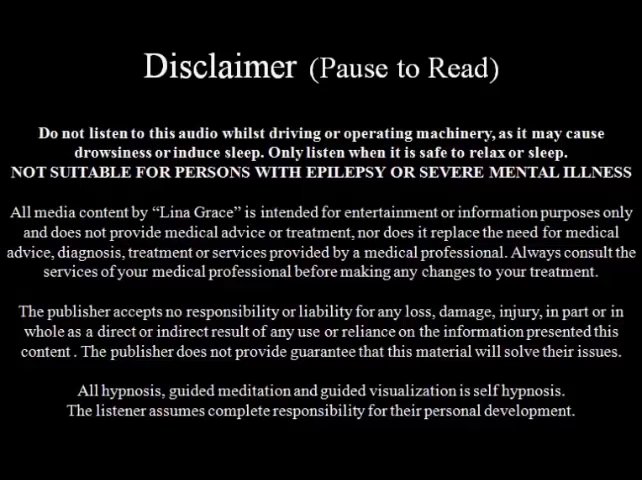 Disclaimer (Pause to Read)
Do not listen to this audio whilst driving or operating machinery, as it may cause
drowsiness or induce sleep. Only listen when it is safe to relax or sleep.
NOT SUITABLE FOR PERSONS WITH EPILEPSY OR SEVERE MENTAL ILLNESS
All media content by “Lina Grace” is intended for entertainment or information purposes only
and does not provide medical advice or treatment, nor does it replace the need for medical
advice, diagnosis, treatment or services provided by a medical professional. Always consult the
services of your medical professional before making any changes to your treatment.
The publisher accepts no responsibility or liability for any loss, damage, injury, in part or in
whole as a direct or indirect result of any use or reliance on the information presented this
content . The publisher does not provide guarantee that this material will solve their issues.
All hypnosis, guided meditation and guided visualization is self hypnosis.
The listener assumes complete responsibility for their personal development.